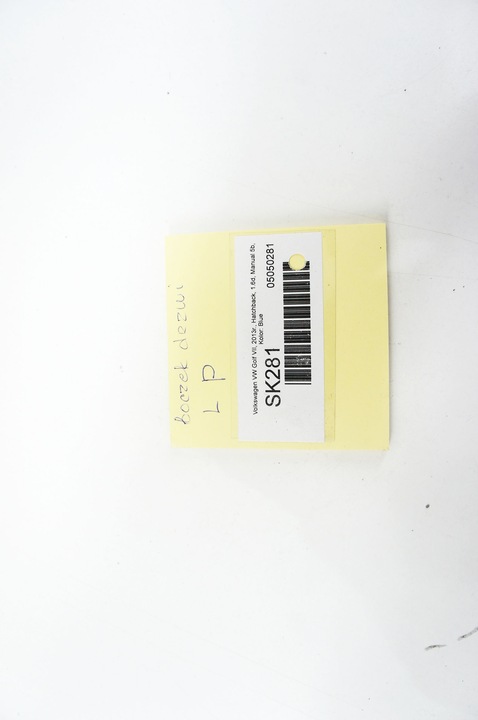 boczek drzwi
L P
Volkswagen VW Golf VII, 2013r., Hatchback, 1.6d, Manual 5b,
Kolor: Blue
SK281
05050281